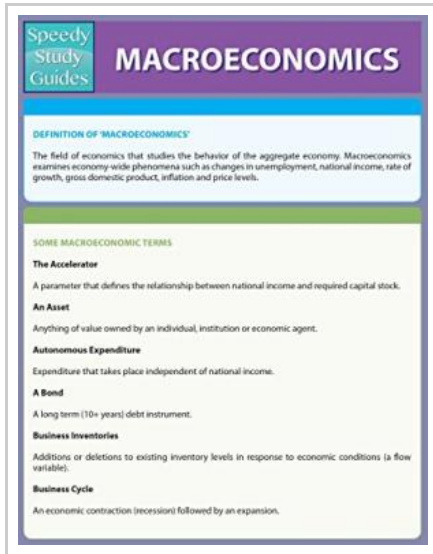 Speedy
Study
Guides
MACROECONOMICS
DEFINITION OF 'MACROECONOMICS'
The field of economics that studies the behavior of the aggregate economy. Macroeconomics
examines economy-wide phenomena such as changes in unemployment, national income, rate of
growth, gross domestic product, inflation and price levels.
SOME MACROECONOMIC TERMS
The Accelerator
A parameter that defines the relationship between national income and required capital stock.
An Asset
Anything of value owned by an individual, institution or economic agent.
Autonomous Expenditure
Expenditure that takes place independent of national income.
A Bond
A long term (10+ years) debt instrument.
Business Inventories
Additions or deletions to existing inventory levels in response to economic conditions (a flow
variable).
Business Cycle
An economic contraction (recession) followed by an expansion.